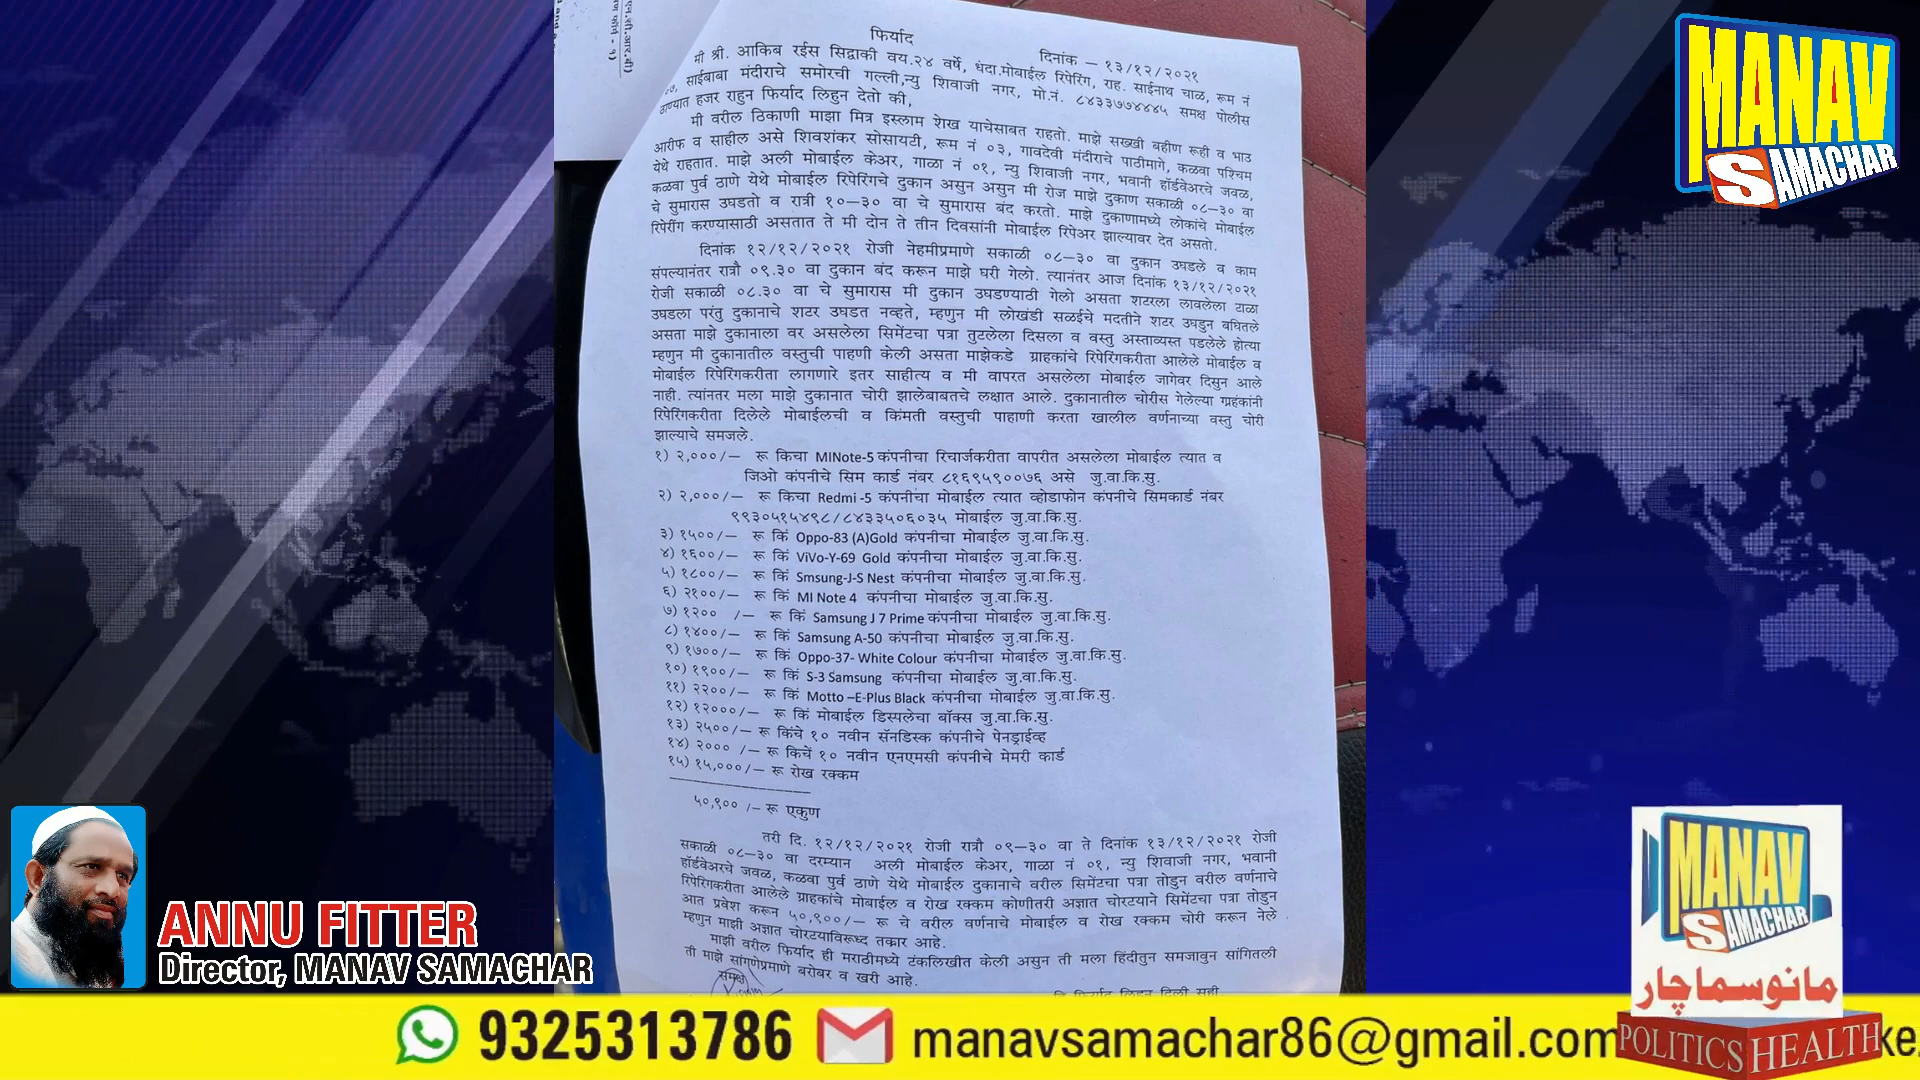 फिर्याद
दिनांक – १३/१२/२०२१
मी श्री. आकिब रईस सिद्दाकी वय.२४ वर्षे, धंदा.मोबाईल रिपेरिंग, राह. साईनाथ चाळ, रूम नं
०७, साईबाबा मंदीराचे समोरची गल्ली,न्यु शिवाजी नगर, मो.नं. ८४३३७७४४४५ समक्ष पोलीस
ठाण्यात हजर राहुन फिर्याद लिहुन देतो की,
मी वरील ठिकाणी माझा मित्र इस्लाम शेख याचेसाबत राहतो. माझे सख्खी बहीण रूही व भाउ
आरीफ व साहील असे शिवशंकर सोसायटी, रूम नं ०३, गावदेवी मंदीराचे पाठीमागे, कळवा पश्चिम
येथे राहतात. माझे अली मोबाईल केअर, गाळा नं ०१, न्यु शिवाजी नगर, भवानी हॉर्डवेअरचे जवळ,
कळवा पुर्व ठाणे येथे मोबाईल रिपेरिंगचे दुकान असुन असुन मी रोज माझे दुकाण सकाळी ०८–३० वा
चे सुमारास उघडतो व रात्री १०–३० वा चे सुमारास बंद करतो. माझे दुकाणामध्ये लोकांचे मोबाईल
रिपेरींग करण्यासाठी असतात ते मी दोन ते तीन दिवसांनी मोबाईल रिपेअर झाल्यावर देत असतो.
दिनांक १२/१२/२०२१ रोजी नेहमीप्रमाणे सकाळी ०८–३० वा दुकान उघडले व काम
संपल्यानंतर रात्रौ ०९.३० वा दुकान बंद करून माझे घरी गेलो. त्यानंतर आज दिनांक १३/१२/२०२१
रोजी सकाळी ०८.३० वा चे सुमारास मी दुकान उघडण्याठी गेलो असता शटरला लावलेला टाळा
उघडला परंतु दुकानाचे शटर उघडत नव्हते, म्हणुन मी लोखंडी सळईचे मदतीने शटर उघडुन बघितले
असता माझे दुकानाला वर असलेला सिमेंटचा पत्रा तुटलेला दिसला व वस्तु अस्ताव्यस्त पडलेले होत्या
म्हणुन मी दुकानातील वस्तुची पाहणी केली असता माझेकडे ग्राहकांचे रिपेरिंगकरीता आलेले मोबाईल व
मोबाईल रिपेरिंगकरीता लागणारे इतर साहीत्य व मी वापरत असलेला मोबाईल जागेवर दिसुन आले
नाही. त्यांनतर मला माझे दुकानात चोरी झालेबाबतचे लक्षात आले. दुकानातील चोरीस गेलेल्या ग्राहंकांनी
रिपेरिंगकरीता दिलेले मोबाईलची व किंमती वस्तुची पाहाणी करता खालील वर्णनाच्या वस्तु चोरी
झाल्याचे समजले.
१) २,०००/– रू किचा MINote-5 कंपनीचा रिचार्जकरीता वापरीत असलेला मोबाईल त्यात व
जिओ कंपनीचे सिम कार्ड नंबर ८१६९५९००७६ असे जु.वा.कि.सु.
२) २,०००/– रू किचा Redmi -5 कंपनीचा मोबाईल त्यात व्होडाफोन कंपनीचे सिमकार्ड नंबर
९९३०५१५४९८/८४३३५०६०३५ मोबाईल जु.वा.कि.सु.
३) १५००/– रू किं Oppo-83 (A)Gold कंपनीचा मोबाईल जु.वा.कि.सु.
४) १६००/– रू किं ViVo-Y-69 Gold कंपनीचा मोबाईल जु.वा.कि.सु.
५) १८००/– रू किं Smsung-J-S Nest कंपनीचा मोबाईल जु.वा.कि.सु.
६) २१००/– रू किं MI Note 4 कंपनीचा मोबाईल जु.वा.कि.सु.
७) १२०० /– रू किं Samsung J 7 Prime कंपनीचा मोबाईल जु.वा.कि.सु.
८) १४००/– रू किं Samsung A-50 कंपनीचा मोबाईल जु.वा.कि.सु.
९) १७००/– रू किं Oppo-37- White Colour कंपनीचा मोबाईल जु.वा.कि.सु.
१०) १९००/– रू किं S-3 Samsung कंपनीचा मोबाईल जु.वा.कि.सु.
११) २२००/– रू किं Motto –E-Plus Black कंपनीचा मोबाईल जु.वा.कि.सु.
१२) १२०००/– रू किं मोबाईल डिस्पलेचा बॉक्स जु.वा.कि.सु.
१३) २५००/– रू किंचे १० नवीन सॅनडिस्क कंपनीचे पेनड्राईव्ह
१४) २००० /– रू किचें १० नवीन एनएमसी कंपनीचे मेमरी कार्ड
१५) १५,०००/– रू रोख रक्कम
५०,९०० /– रू एकुण
तरी दि. १२/१२/२०२१ रोजी रात्रौ ०९–३० वा ते दिनांक १३/१२/२०२१ रोजी
सकाळी ०८–३० वा दरम्यान अली मोबाईल केअर, गाळा नं ०१, न्यु शिवाजी नगर, भवानी
हॉर्डवेअरचे जवळ, कळवा पुर्व ठाणे येथे मोबाईल दुकानाचे वरील सिमेंटचा पत्रा तोडुन वरील वर्णनाचे
रिपेरिंगकरीता आलेले ग्राहकांचे मोबाईल व रोख रक्कम कोणीतरी अज्ञात चोरटयाने सिमेंटचा पत्रा तोडुन
आत प्रवेश करून ५०,९००/– रू चे वरील वर्णनाचे मोबाईल व रोख रक्कम चोरी करून नेले
म्हणुन माझी अज्ञात चोरटयाविरूध्द तकार आहे.
माझी वरील फिर्याद ही मराठीमध्ये टंकलिखीत केली असुन ती मला हिंदीतुन समजावुन सांगितली
ती माझे सांगणेप्रमाणे बरोबर व खरी आहे.
समक्ष
MANAV
SAMACHAR
ANNU FITTER
Director, MANAV SAMACHAR
MANAV
SAMACHAR
مانوسماچار
POLITICS HEALTH
9325313786 manavsamachar86@gmail.com